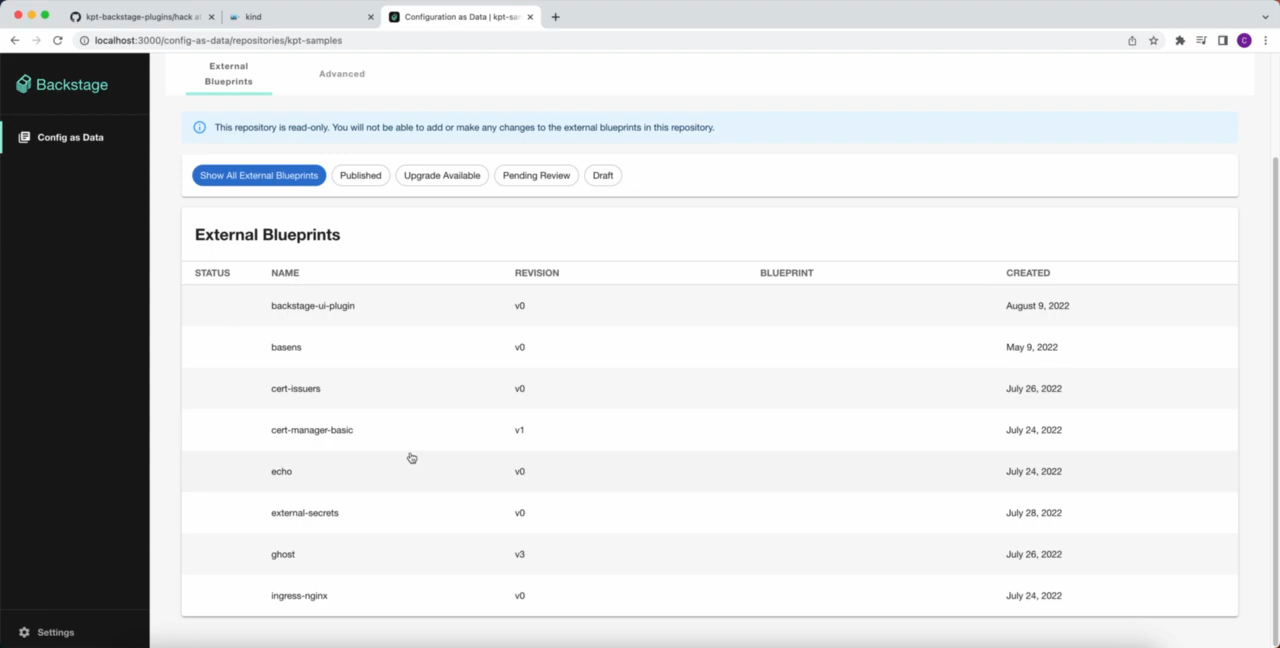 kpt-backstage-plugins/hack a
kind
Configuration as Data | kpt-sa
localhost:3000/config-as-data/repositories/kpt-samples
C
Backstage
Config as Data
Settings
External Blueprints
Advanced
This repository is read-only. You will not be able to add or make any changes to the external blueprints in this repository.
Show All External Blueprints
Published
Upgrade Available
Pending Review
Draft
External Blueprints
STATUS NAME REVISION BLUEPRINT CREATED
backstage-ui-plugin v0 August 9, 2022
basens v0 May 9, 2022
cert-issuers v0 July 26, 2022
cert-manager-basic v1 July 24, 2022
echo v0 July 24, 2022
external-secrets v0 July 28, 2022
ghost v3 July 26, 2022
ingress-nginx v0 July 24, 2022